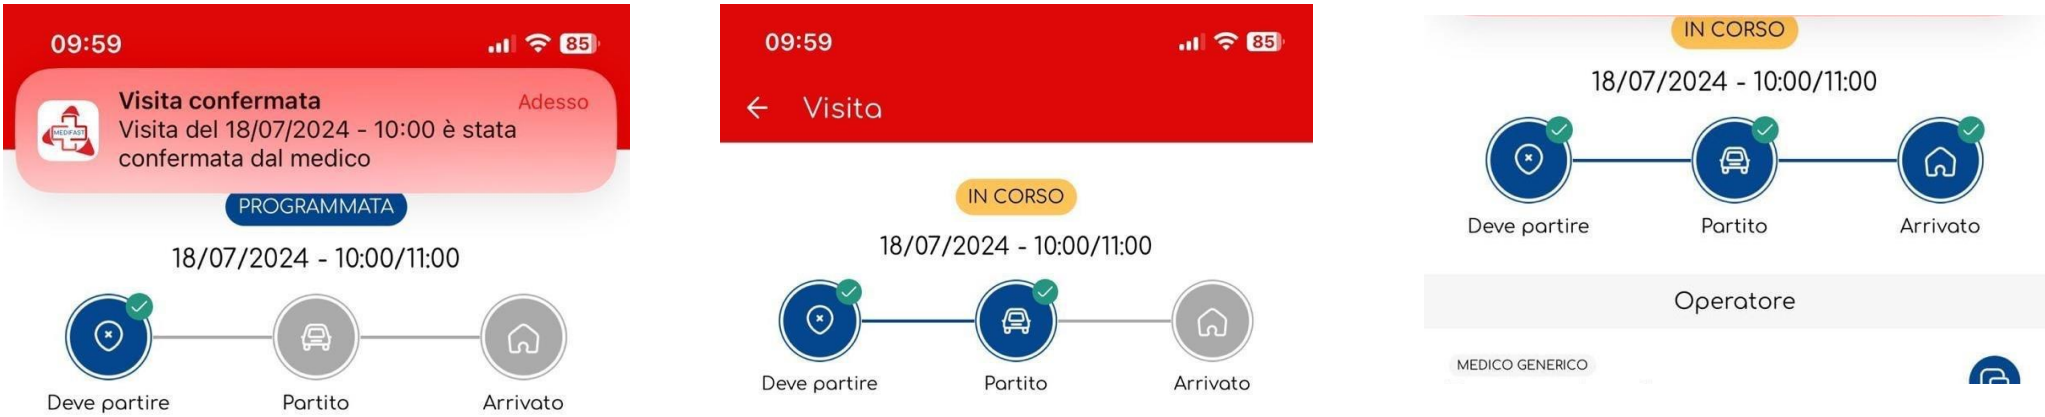 09:59
85
Visita confermata
Adesso
MEDIFAST
Visita del 18/07/2024 - 10:00 è stata
confermata dal medico
PROGRAMMATA
18/07/2024 - 10:00/11:00
Deve partire
Partito
Arrivato
09:59
85
Visita
IN CORSO
18/07/2024 - 10:00/11:00
Deve partire
Partito
Arrivato
IN CORSO
18/07/2024 - 10:00/11:00
Deve partire
Partito
Arrivato
Operatore
MEDICO GENERICO